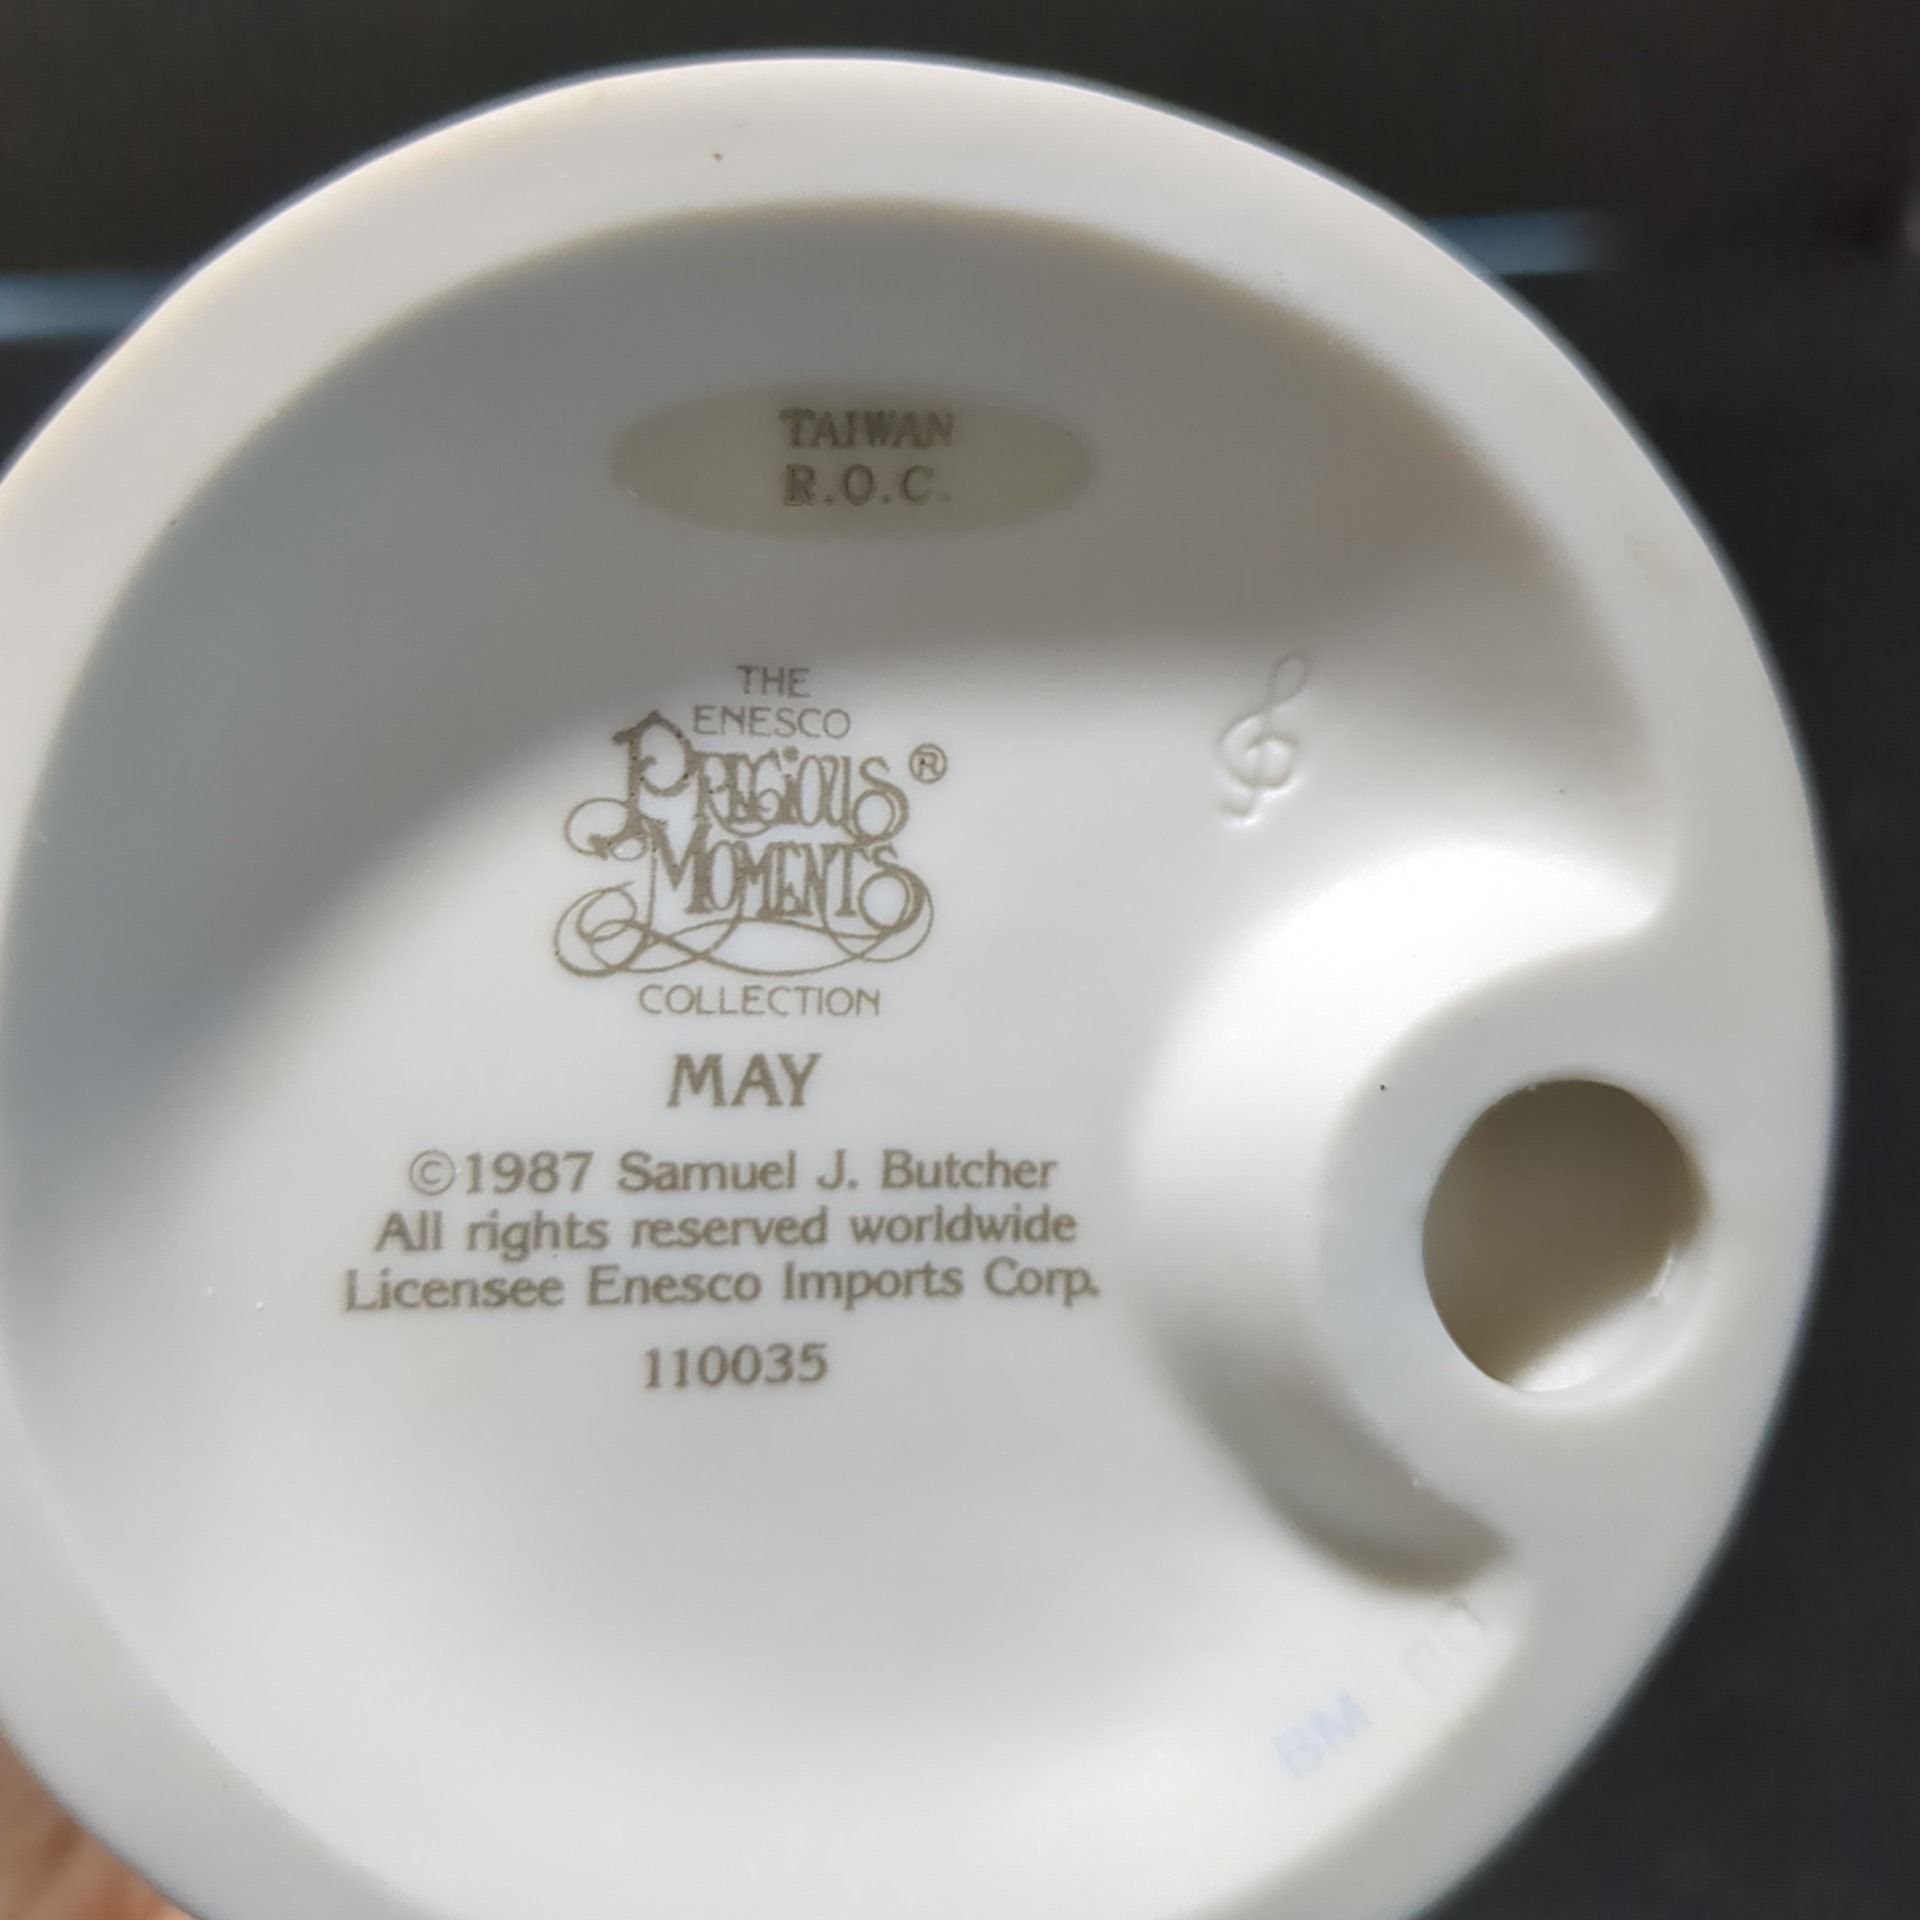 TAIWAN
R.O.C.
THE
ENESCO
PRECIOUS ®
MOMENTS
COLLECTION
MAY
©1987 Samuel J. Butcher
All rights reserved worldwide
Licensee Enesco Imports Corp.
110035
BM